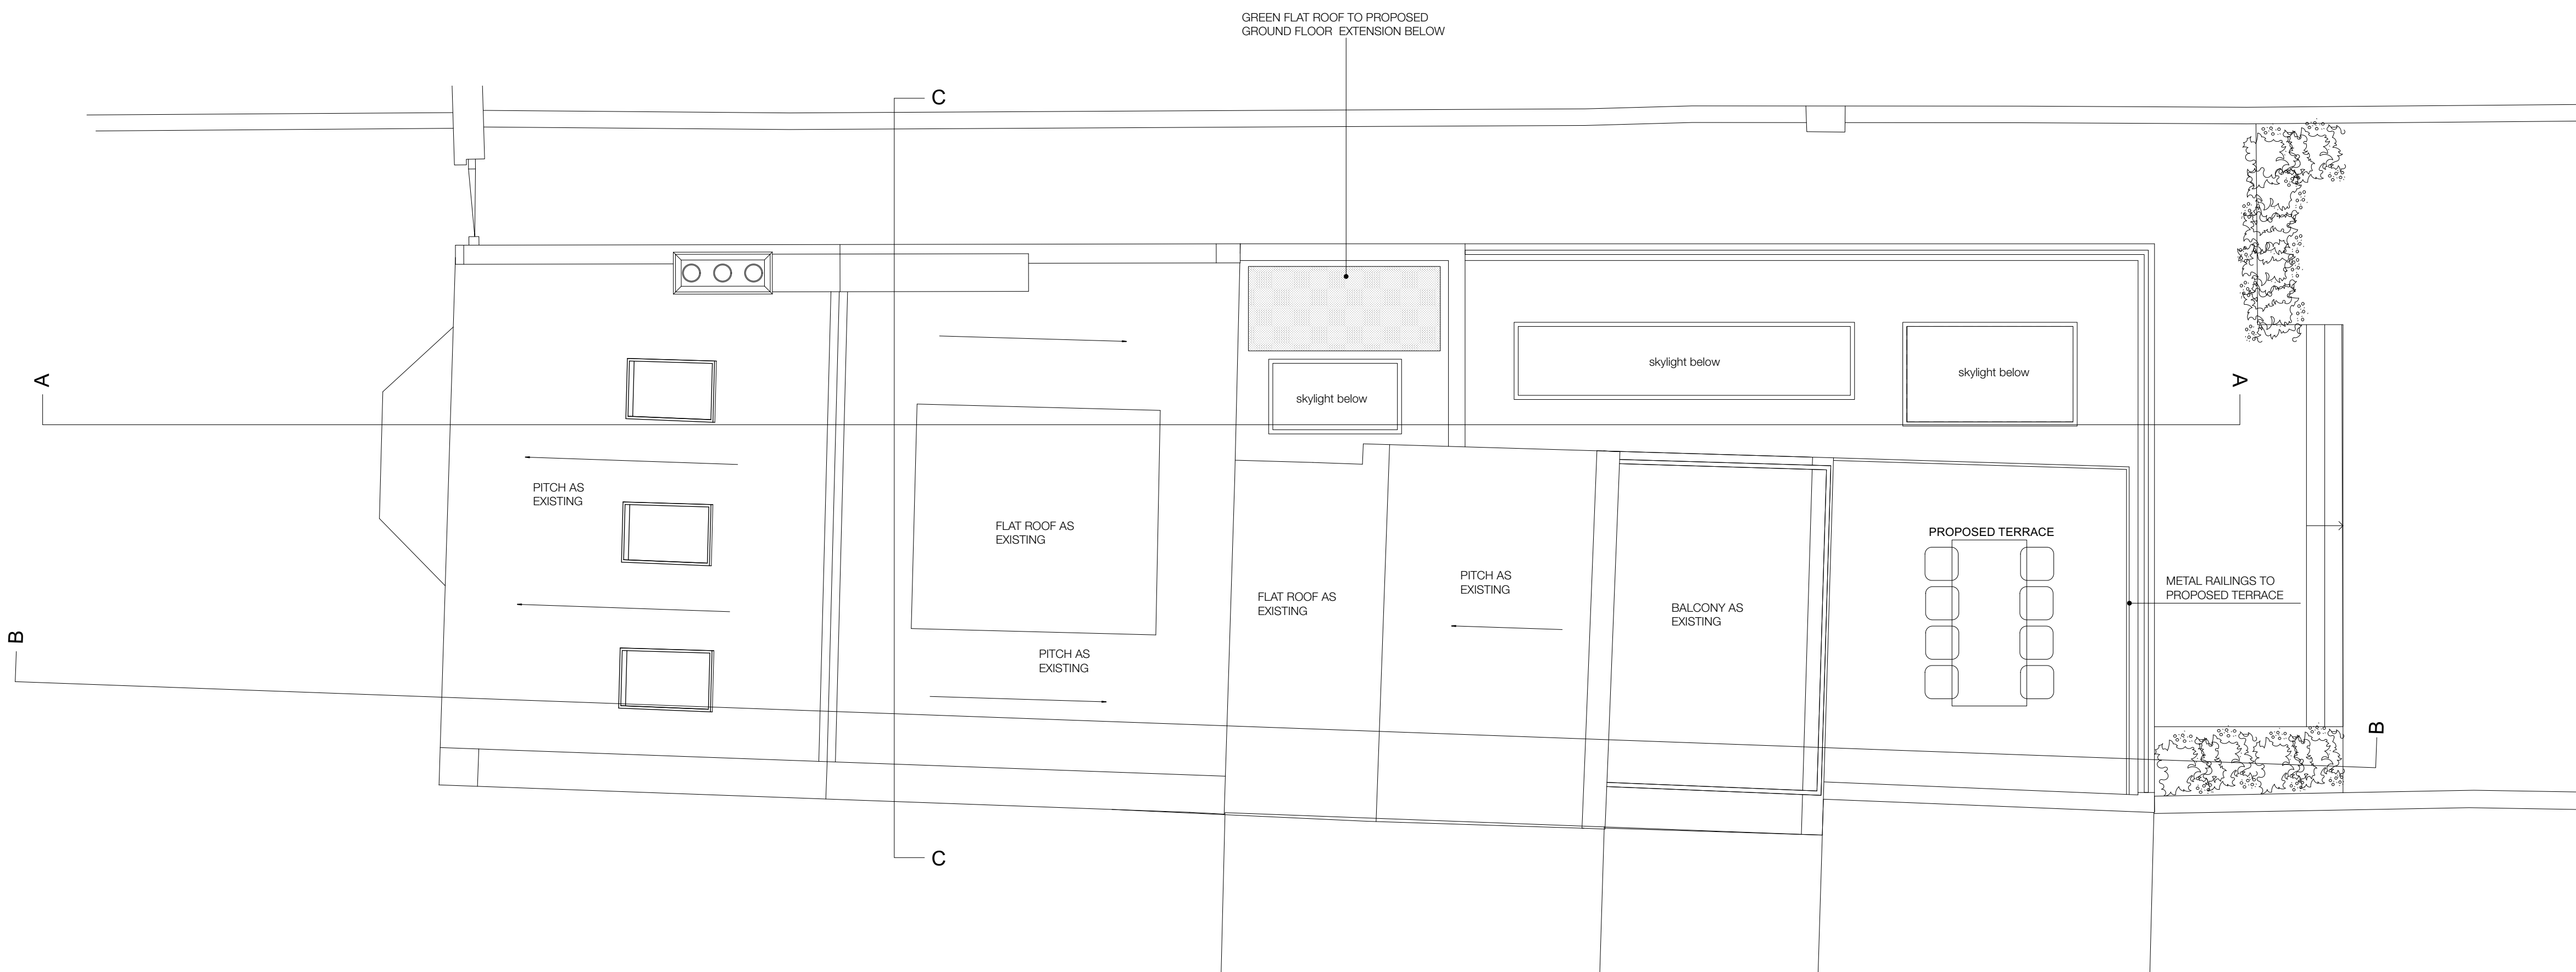 GREEN FLAT ROOF TO PROPOSED
GROUND FLOOR EXTENSION BELOW
C
A
A
skylight below
skylight below
skylight below
PITCH AS
EXISTING
FLAT ROOF AS
EXISTING
FLAT ROOF AS
EXISTING
PITCH AS
EXISTING
BALCONY AS
EXISTING
PROPOSED TERRACE
METAL RAILINGS TO
PROPOSED TERRACE
PITCH AS
EXISTING
B
B
C